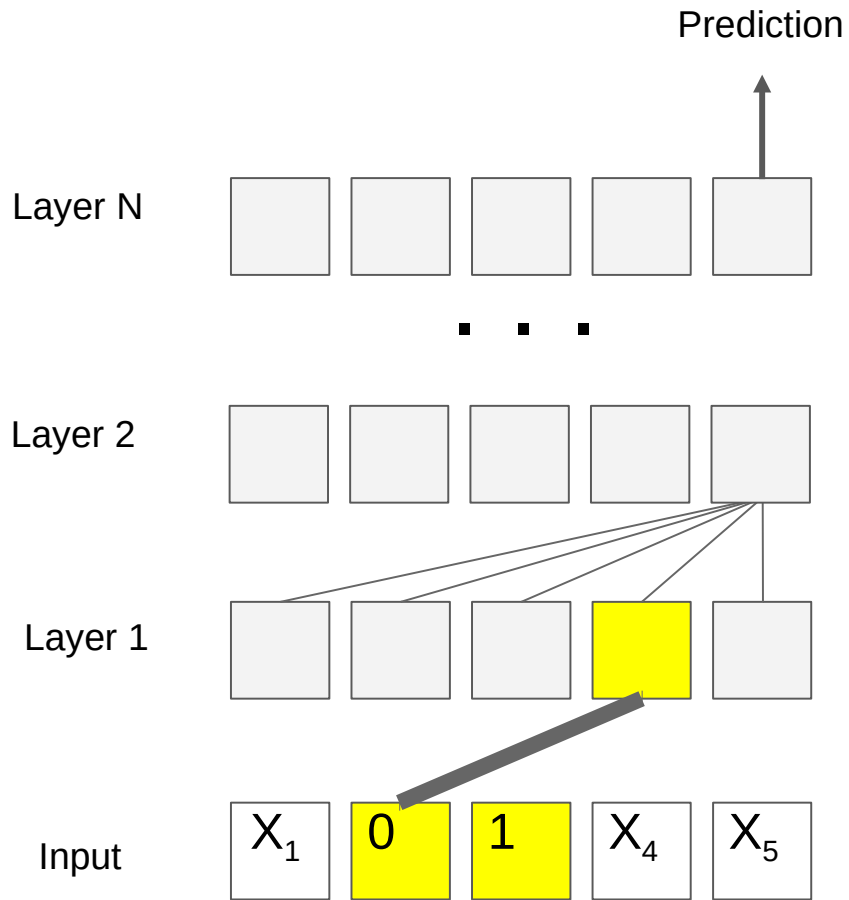 Prediction
Layer N
. . .
Layer 2
Layer 1
Input
X₁ 0 1 X₄ X₅